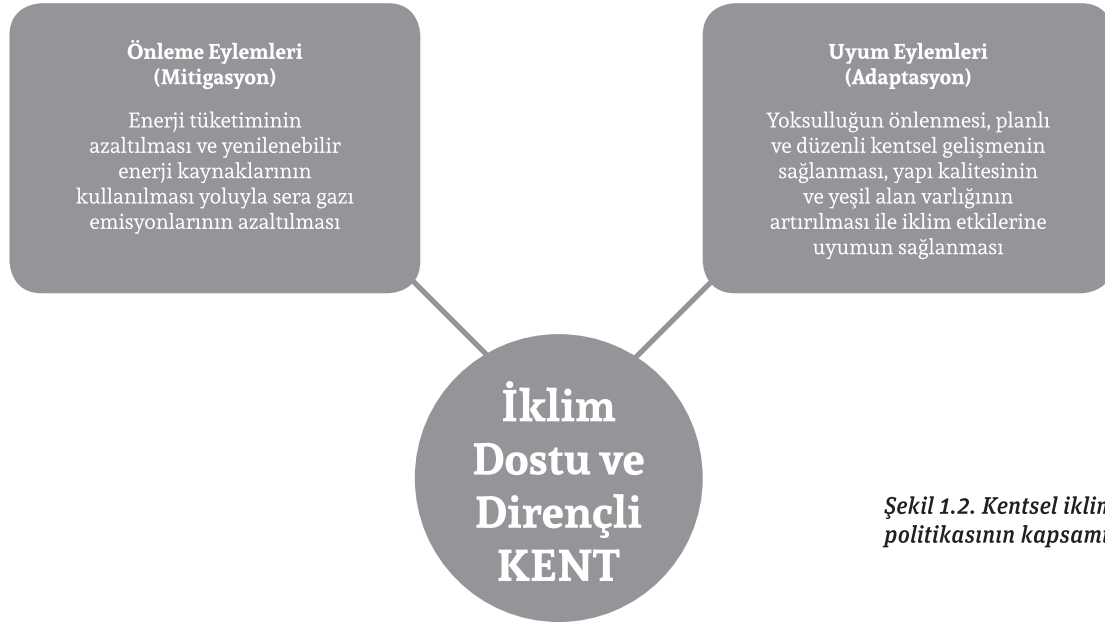 Önleme Eylemleri
(Mitigasyon)
Enerji tüketiminin
azaltılması ve yenilenebilir
enerji kaynaklarının
kullanılması yoluyla sera gazı
emisyonlarının azaltılması
Uyum Eylemleri
(Adaptasyon)
Yoksulluğun önlenmesi, planlı
ve düzenli kentsel gelişmenin
sağlanması, yapı kalitesinin
ve yeşil alan varlığının
artırılması ile iklim etkilerine
uyumun sağlanması
İklim
Dostu ve
Dirençli
KENT
Şekil 1.2. Kentsel iklim
politikasının kapsamı